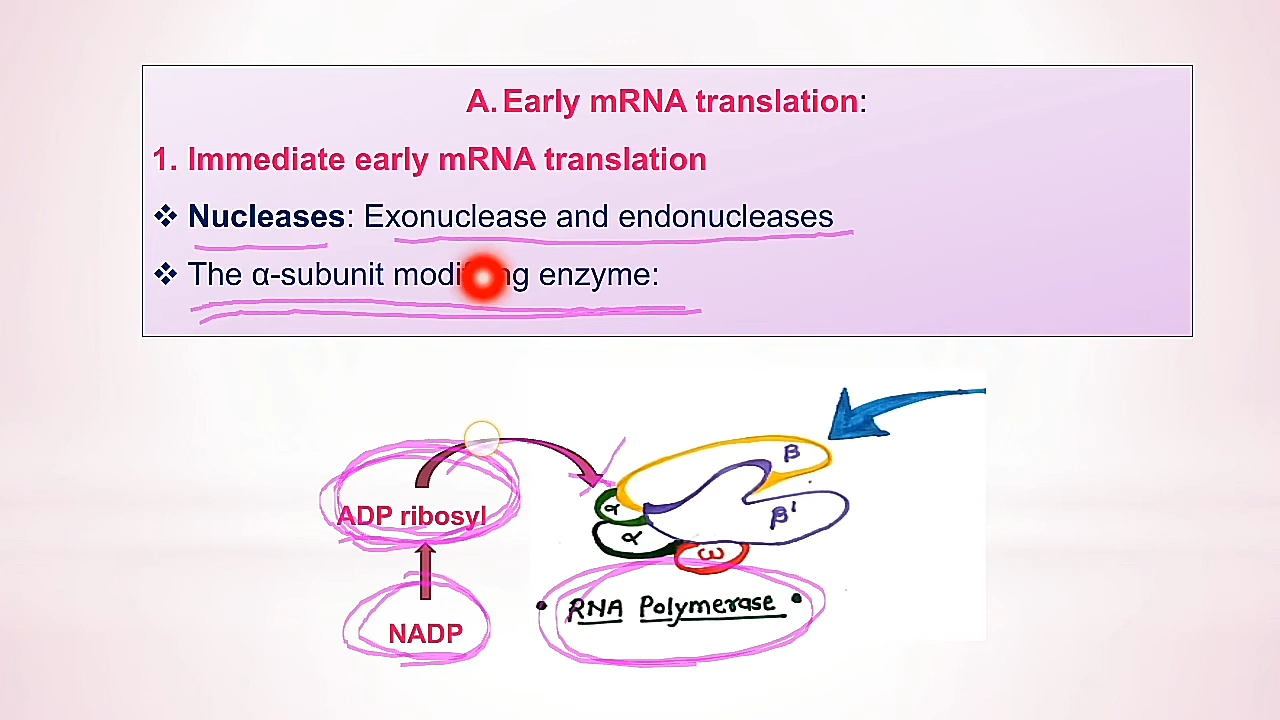 A. Early mRNA translation:
1. Immediate early mRNA translation
❖ Nucleases: Exonuclease and endonucleases
❖ The α-subunit modifying enzyme:
β
α
β'
ADP ribosyl
α
ω
• RNA Polymerase •
NADP